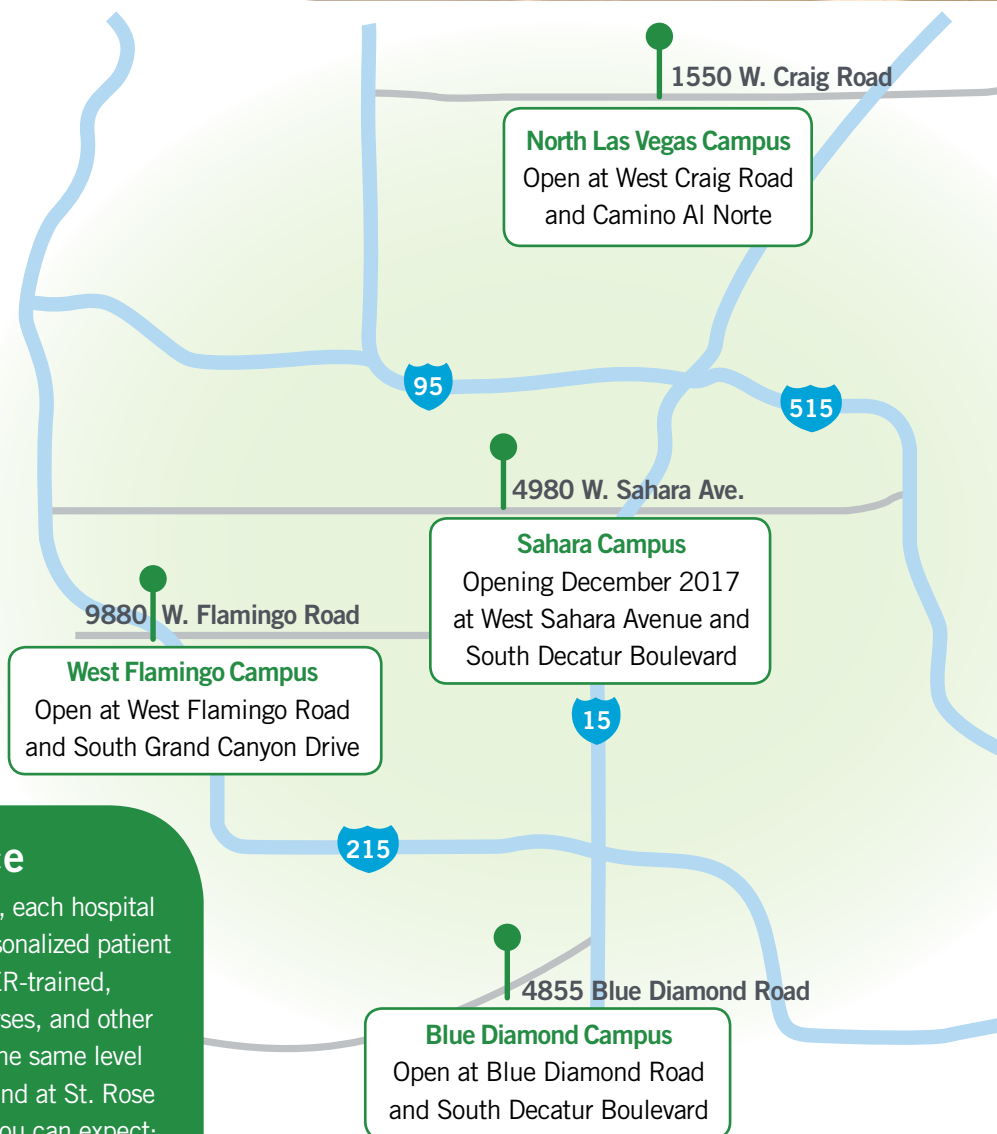 1550 W. Craig Road
North Las Vegas Campus
Open at West Craig Road
and Camino Al Norte
95
515
4980 W. Sahara Ave.
Sahara Campus
Opening December 2017
at West Sahara Avenue and
South Decatur Boulevard
9880 W. Flamingo Road
West Flamingo Campus
Open at West Flamingo Road
and South Grand Canyon Drive
15
215
4855 Blue Diamond Road
Blue Diamond Campus
Open at Blue Diamond Road
and South Decatur Boulevard
, each hospital
patient
ER-trained,
and other
same level
at St. Rose
you can expect: